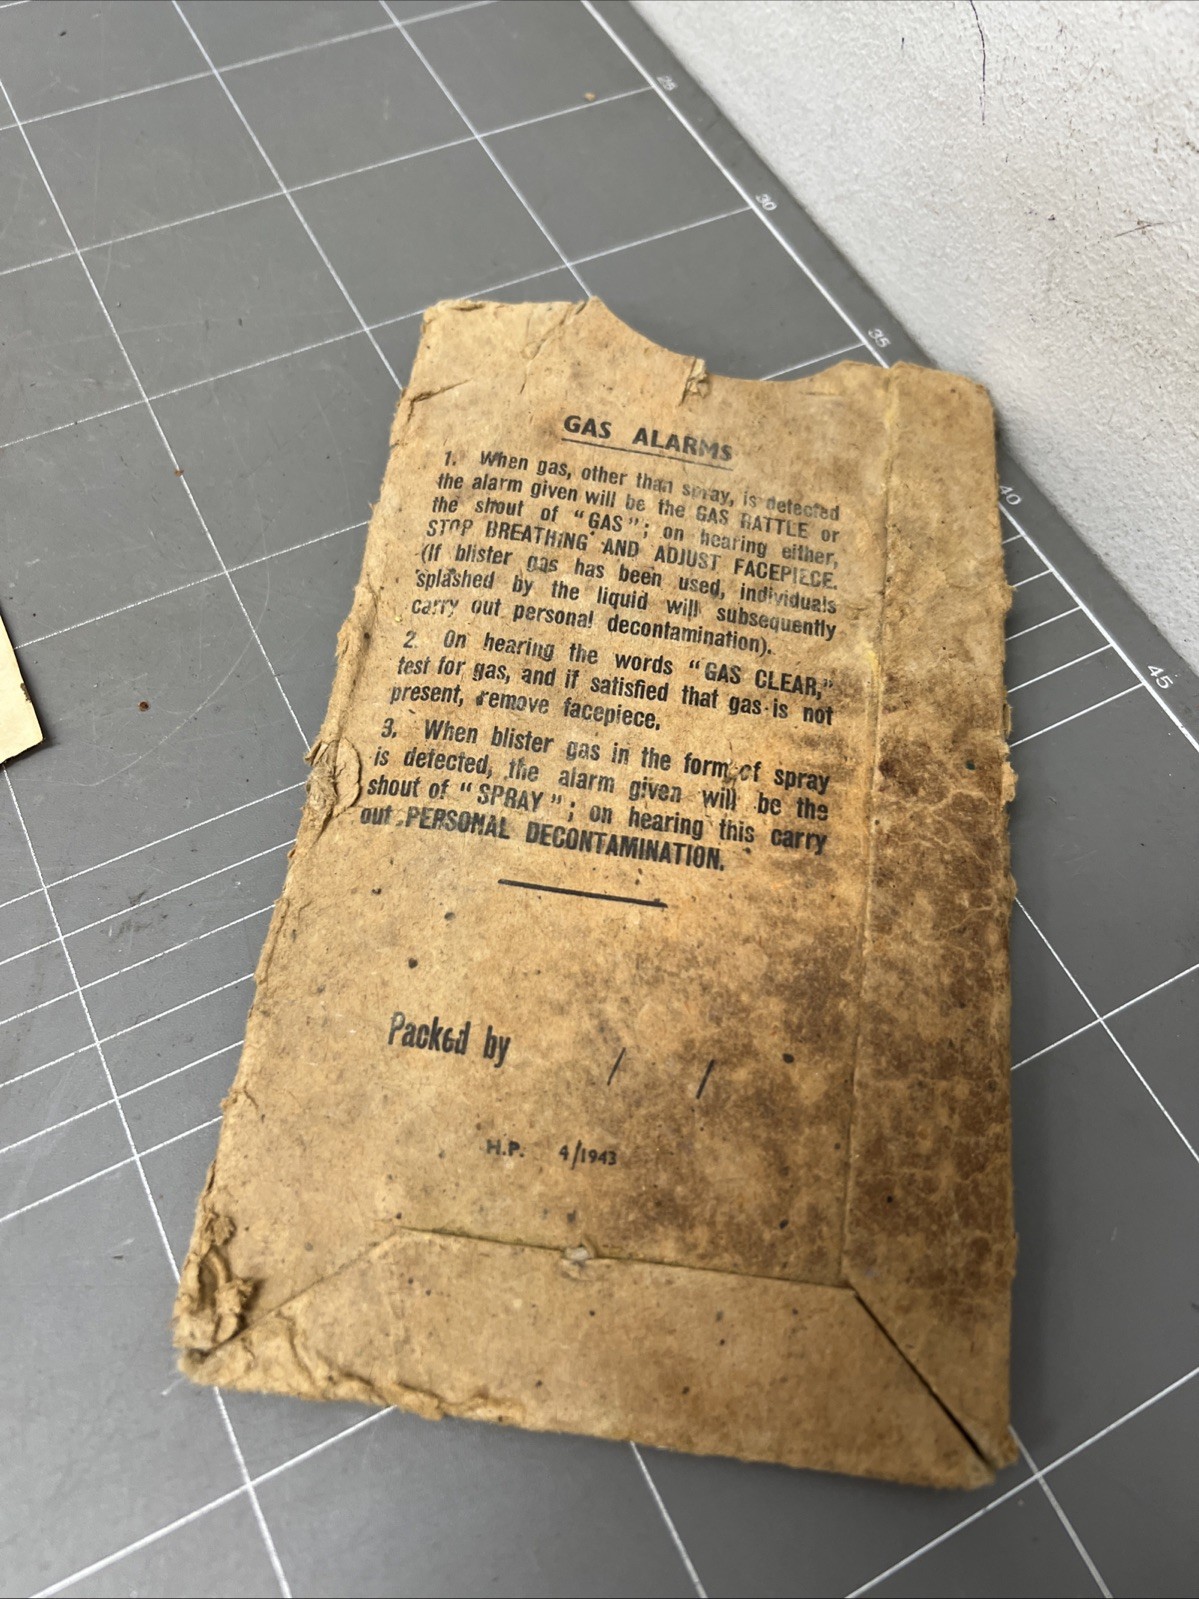 GAS ALARMS
1. When gas, other than spray, is detected
the alarm given will be the GAS RATTLE or
the shout of "GAS"; on hearing either,
STOP BREATHING AND ADJUST FACEPIECE.
(If blister gas has been used, individuals
splashed by the liquid will subsequently
carry out personal decontamination).
2. On hearing the words "GAS CLEAR,"
test for gas, and if satisfied that gas is not
present, remove facepiece.
3. When blister gas in the form of spray
is detected, the alarm given will be the
shout of "SPRAY"; on hearing this carry
out PERSONAL DECONTAMINATION.
Packed by / /
H.P. 4/1943
25
30
35
40
45